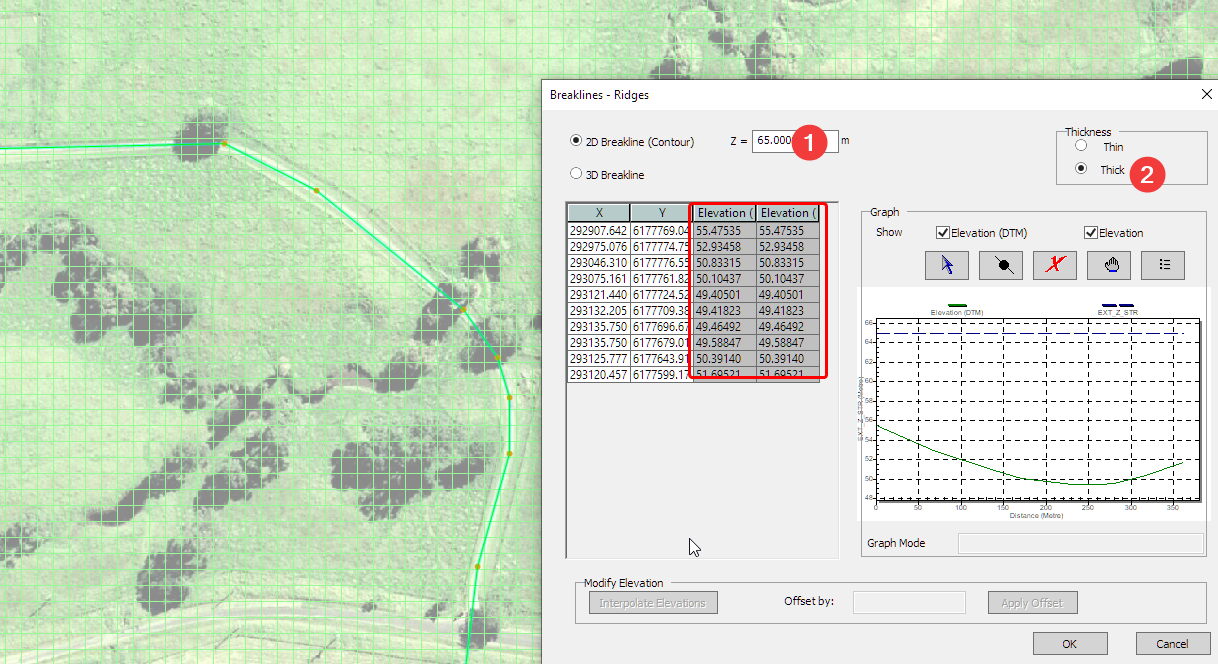 Breaklines - Ridges
2D Breakline (Contour) Z = 65.000 1 m
3D Breakline
Thickness
Thin
Thick 2
X Y Elevation ( Elevation (
292907.642 6177769.04 55.47535 55.47535
292975.076 6177774.75 52.93458 52.93458
293046.310 6177776.55 50.83315 50.83315
293075.161 6177761.82 50.10437 50.10437
293121.440 6177724.52 49.40501 49.40501
293132.205 6177709.38 49.41823 49.41823
293135.750 6177696.67 49.46492 49.46492
293135.750 6177679.01 49.58847 49.58847
293125.777 6177643.91 50.39140 50.39140
293120.457 6177599.17 51.69521 51.69521
Graph
Show Elevation (DTM) Elevation
Elevation (DTM) EXT_Z_STR
EXT_Z_STR (Metre)
66
64
62
60
58
56
54
52
50
48
0 50 100 150 200 250 300 350
Distance (Metre)
Graph Mode
Modify Elevation
Interpolate Elevations Offset by: Apply Offset
OK Cancel